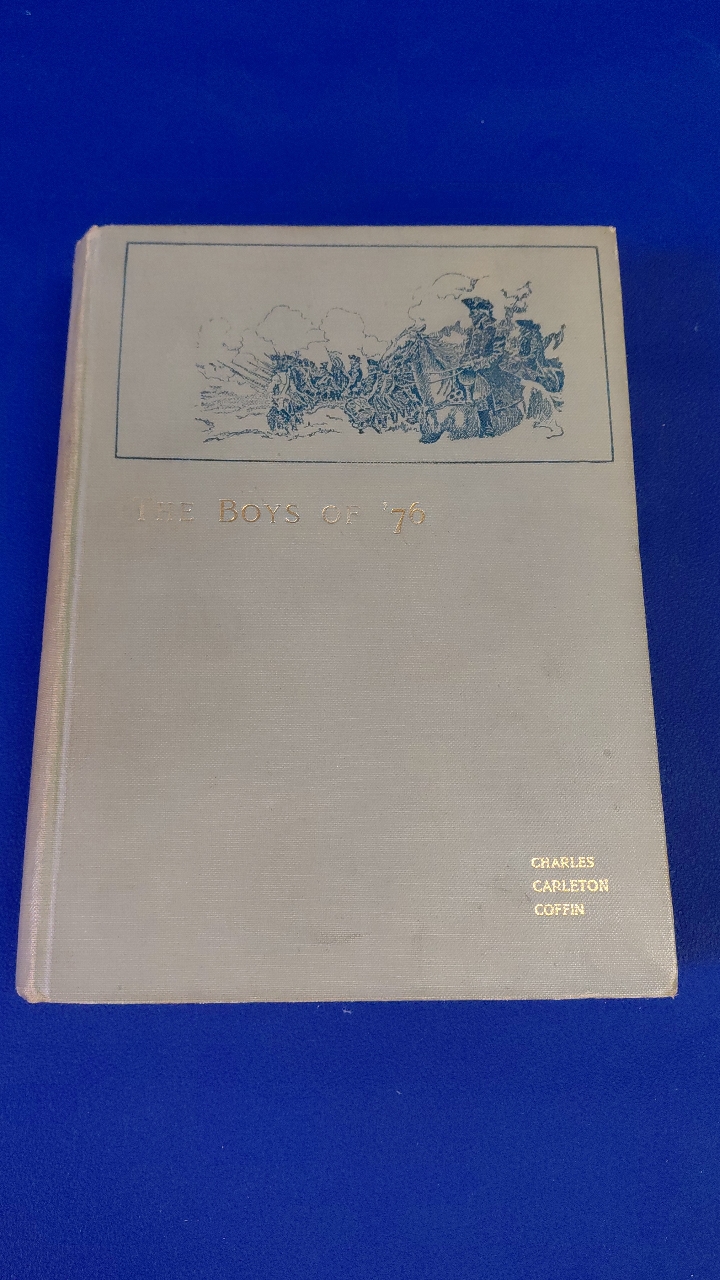 THE BOYS OF '76
CHARLES
CARLETON
COFFIN